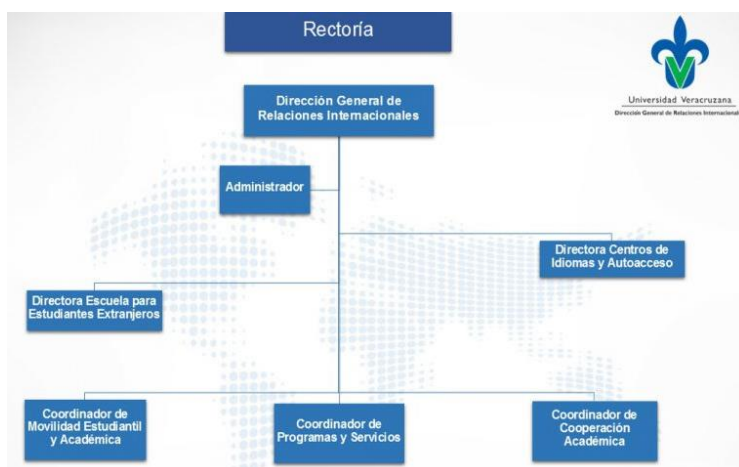 Rectoría
Universidad Veracruzana
Dirección General de Relaciones Internacionales
Dirección General de
Relaciones Internacionales
Administrador
Directora Centros de
Idiomas y Autoacceso
Directora Escuela para
Estudiantes Extranjeros
Coordinador de
Movilidad Estudiantil
y Académica
Coordinador de
Programas y Servicios
Coordinador de
Cooperación
Académica